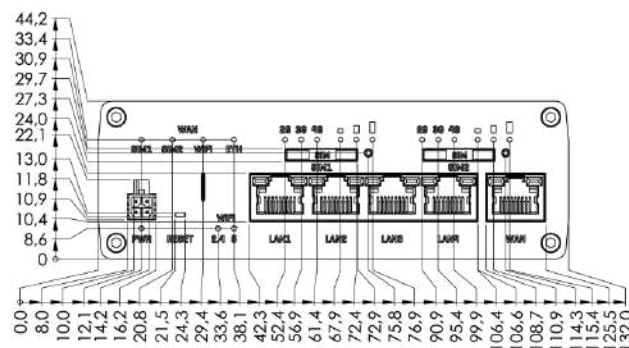 44,2
33,4
30,9
29,7
27,3
24,0
22,1
13,0
11,8
10,9
10,4
8,6
0
WAN
SIM1 SIM2 WIFI ETH
2G 3G 4G 2G 3G 4G
SIM SIM
SIM1 SIM2
WIFI
PWR RESET 2.4 5 LAN1 LAN2 LAN3 LAN4 WAN
0,0 8,0 10,0 12,1 14,2 16,2 20,8 21,5 24,3 29,4 33,6 38,1 42,3 52,4 56,9 61,4 67,9 72,4 72,9 75,8 76,9 90,9 95,4 99,9 106,4 106,6 108,7 110,9 114,3 115,4 125,5 132,0